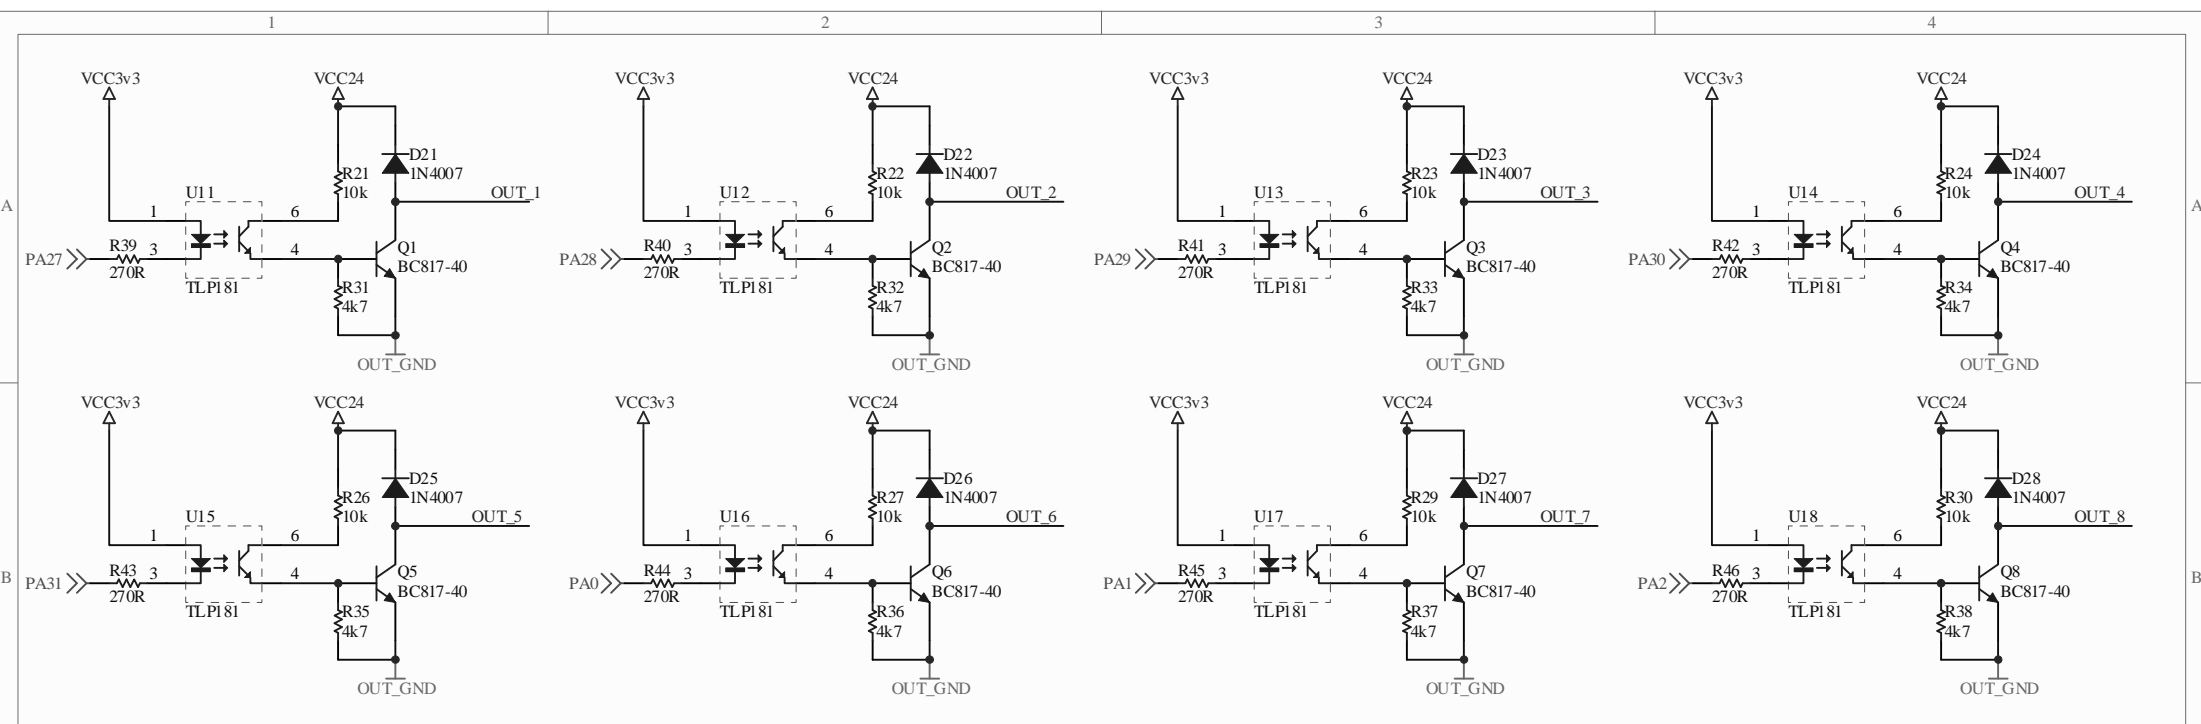 1 2 3 4
VCC3v3 VCC24 VCC3v3 VCC24 VCC3v3 VCC24 VCC3v3 VCC24
D21 D22 D23 D24
R21 1N4007 R22 1N4007 R23 1N4007 R24 1N4007
U11 10k OUT_1 U12 10k OUT_2 U13 10k OUT_3 U14 10k OUT_4
A 1 6 1 6 1 6 1 6 A
R39 3 4 Q1 R40 3 4 Q2 R41 3 4 Q3 R42 3 4 Q4
PA27 270R BC817-40 PA28 270R BC817-40 PA29 270R BC817-40 PA30 270R BC817-40
TLP181 R31 TLP181 R32 TLP181 R33 TLP181 R34
4k7 4k7 4k7 4k7
OUT_GND OUT_GND OUT_GND OUT_GND
VCC3v3 VCC24 VCC3v3 VCC24 VCC3v3 VCC24 VCC3v3 VCC24
D25 D26 D27 D28
R26 1N4007 R27 1N4007 R29 1N4007 R30 1N4007
U15 10k OUT_5 U16 10k OUT_6 U17 10k OUT_7 U18 10k OUT_8
1 6 1 6 1 6 1 6
B R43 3 4 Q5 R44 3 4 Q6 R45 3 4 Q7 R46 3 4 Q8 B
PA31 270R BC817-40 PA0 270R BC817-40 PA1 270R BC817-40 PA2 270R BC817-40
TLP181 R35 TLP181 R36 TLP181 R37 TLP181 R38
4k7 4k7 4k7 4k7
OUT_GND OUT_GND OUT_GND OUT_GND